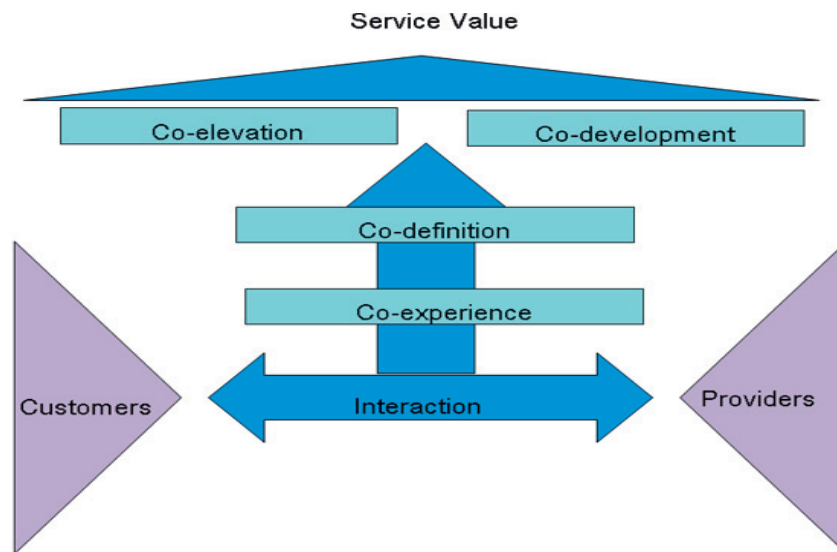 Service Value
Co-elevation
Co-development
Co-definition
Co-experience
Customers
Interaction
Providers